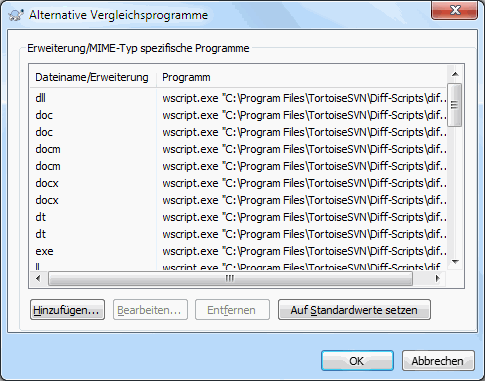 Alternative Vergleichsprogramme
Erweiterung/MIME-Typ spezifische Programme
Dateiname/Erweiterung Programm
dll wscript.exe "C:\Program Files\TortoiseSVN\Diff-Scripts\dif...
doc wscript.exe "C:\Program Files\TortoiseSVN\Diff-Scripts\dif...
doc wscript.exe "C:\Program Files\TortoiseSVN\Diff-Scripts\dif...
docm wscript.exe "C:\Program Files\TortoiseSVN\Diff-Scripts\dif...
docm wscript.exe "C:\Program Files\TortoiseSVN\Diff-Scripts\dif...
docx wscript.exe "C:\Program Files\TortoiseSVN\Diff-Scripts\dif...
docx wscript.exe "C:\Program Files\TortoiseSVN\Diff-Scripts\dif...
dt wscript.exe "C:\Program Files\TortoiseSVN\Diff-Scripts\dif...
dt wscript.exe "C:\Program Files\TortoiseSVN\Diff-Scripts\dif...
exe wscript.exe "C:\Program Files\TortoiseSVN\Diff-Scripts\dif...
wscript.exe "C:\Program Files\TortoiseSVN\Diff-Scripts\dif
Hinzufügen... Bearbeiten... Entfernen Auf Standardwerte setzen
OK Abbrechen